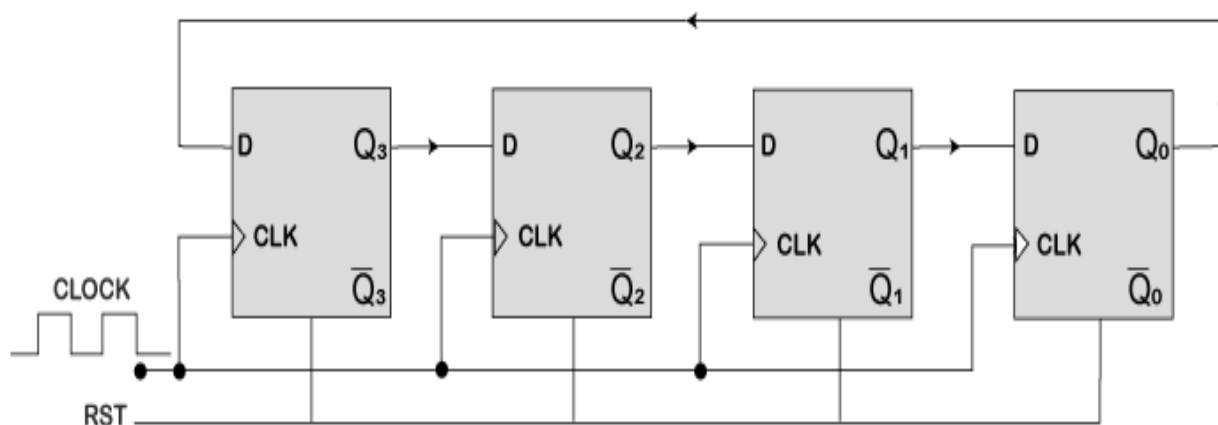 D Q₃ D Q₂ D Q₁ D Q₀
CLK CLK CLK CLK
Q̅₃ Q̅₂ Q̅₁ Q̅₀
CLOCK
RST